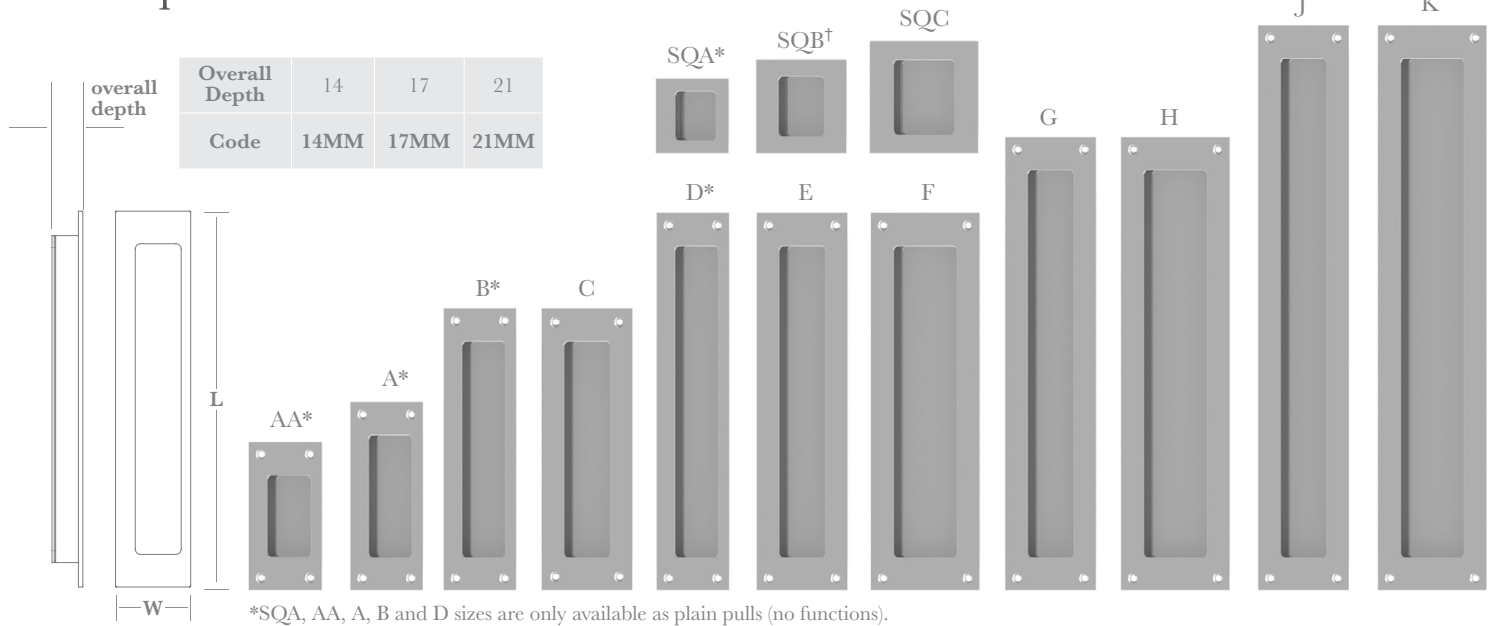 J
K
SQA*
SQB†
SQC
overall
depth
Overall
Depth
14
17
21
Code
14MM
17MM
21MM
G
H
D*
E
F
B*
C
A*
AA*
L
W
*SQA, AA, A, B and D sizes are only available as plain pulls (no functions).